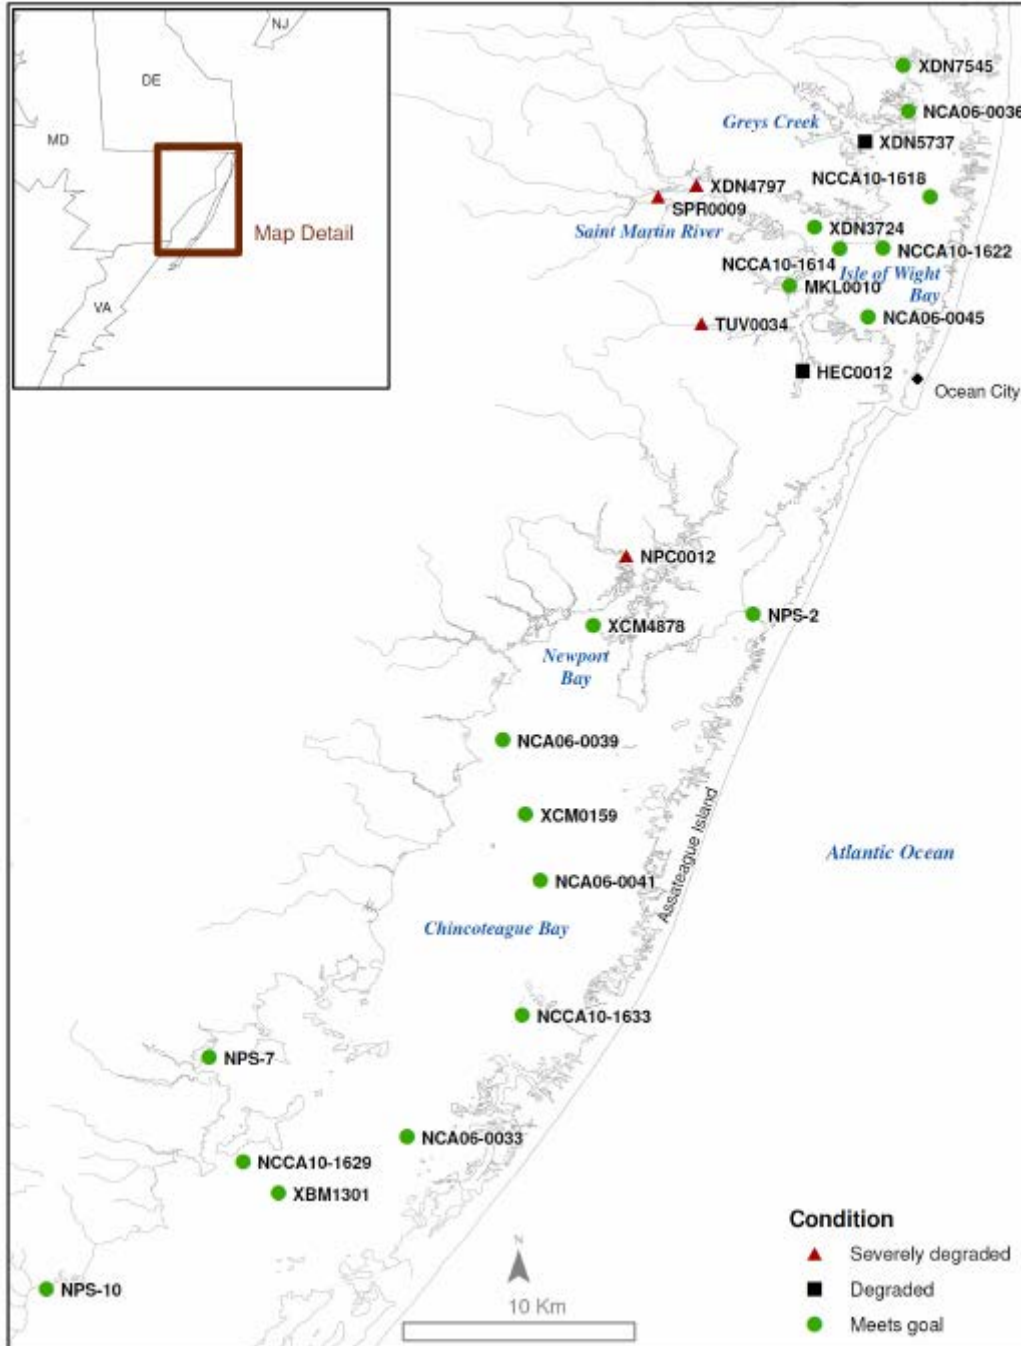 NJ
DE
MD
Map Detail
VA
XDN7545
NCA06-0036
Greys Creek
XDN5737
NCCA10-1618
XDN4797
SPR0009
Saint Martin River
XDN3724
NCCA10-1614
NCCA10-1622
Isle of Wight
Bay
MKL0010
NCA06-0045
TUV0034
HEC0012
Ocean City
NPC0012
NPS-2
XCM4878
Newport
Bay
NCA06-0039
XCM0159
Assateague Island
Atlantic Ocean
NCA06-0041
Chincoteague Bay
NCCA10-1633
NPS-7
NCA06-0033
NCCA10-1629
XBM1301
NPS-10
N
10 Km
Condition
Severely degraded
Degraded
Meets goal